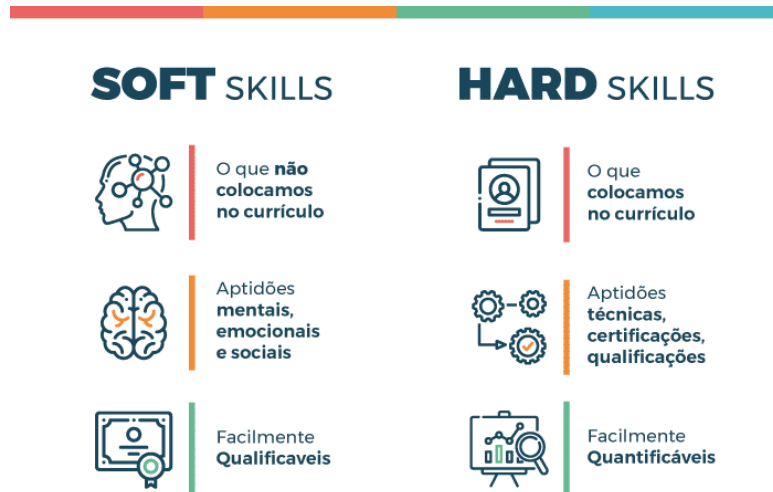 SOFT SKILLS
O que não
colocamos
no currículo
Aptidões
mentais,
emocionais
e sociais
Facilmente
Qualificaveis
HARD SKILLS
O que
colocamos
no currículo
Aptidões
técnicas,
certificações,
qualificações
Facilmente
Quantificáveis